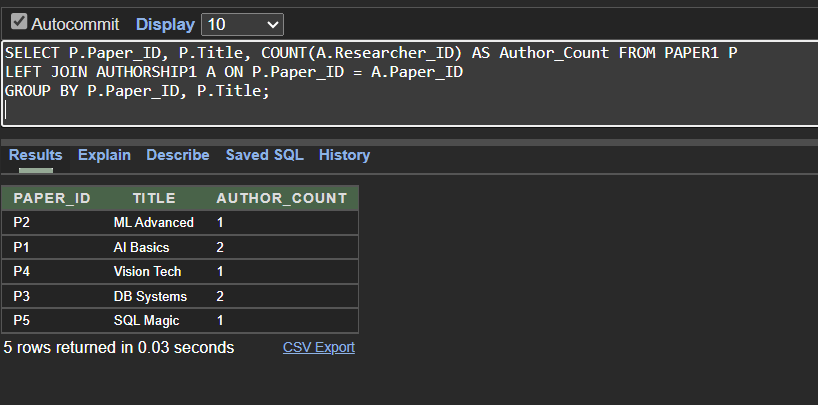 Autocommit Display 10
SELECT P.Paper_ID, P.Title, COUNT(A.Researcher_ID) AS Author_Count FROM PAPER1 P
LEFT JOIN AUTHORSHIP1 A ON P.Paper_ID = A.Paper_ID
GROUP BY P.Paper_ID, P.Title;
Results Explain Describe Saved SQL History
PAPER_ID TITLE AUTHOR_COUNT
P2 ML Advanced 1
P1 AI Basics 2
P4 Vision Tech 1
P3 DB Systems 2
P5 SQL Magic 1
5 rows returned in 0.03 seconds CSV Export